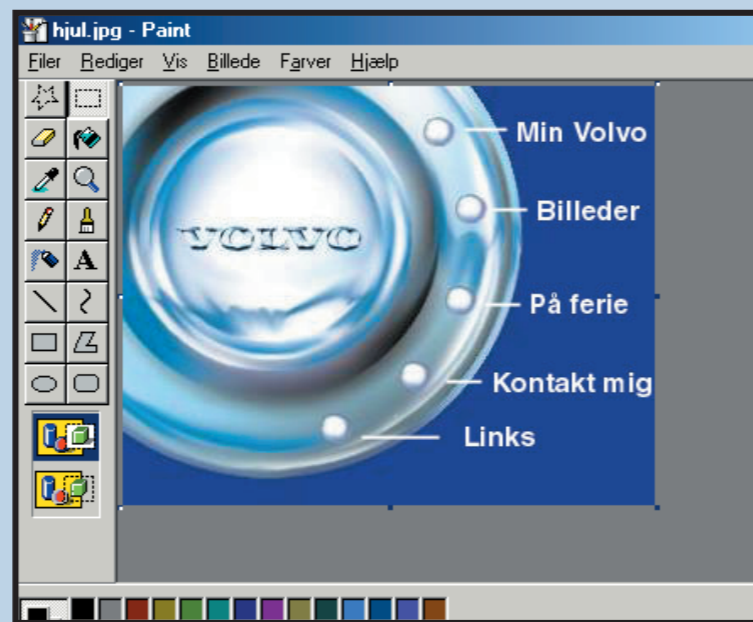 hjul.jpg - Paint
Filer Rediger Vis Billede Farver Hjælp
A
VOLVO
Min Volvo
Billeder
På ferie
Kontakt mig
Links